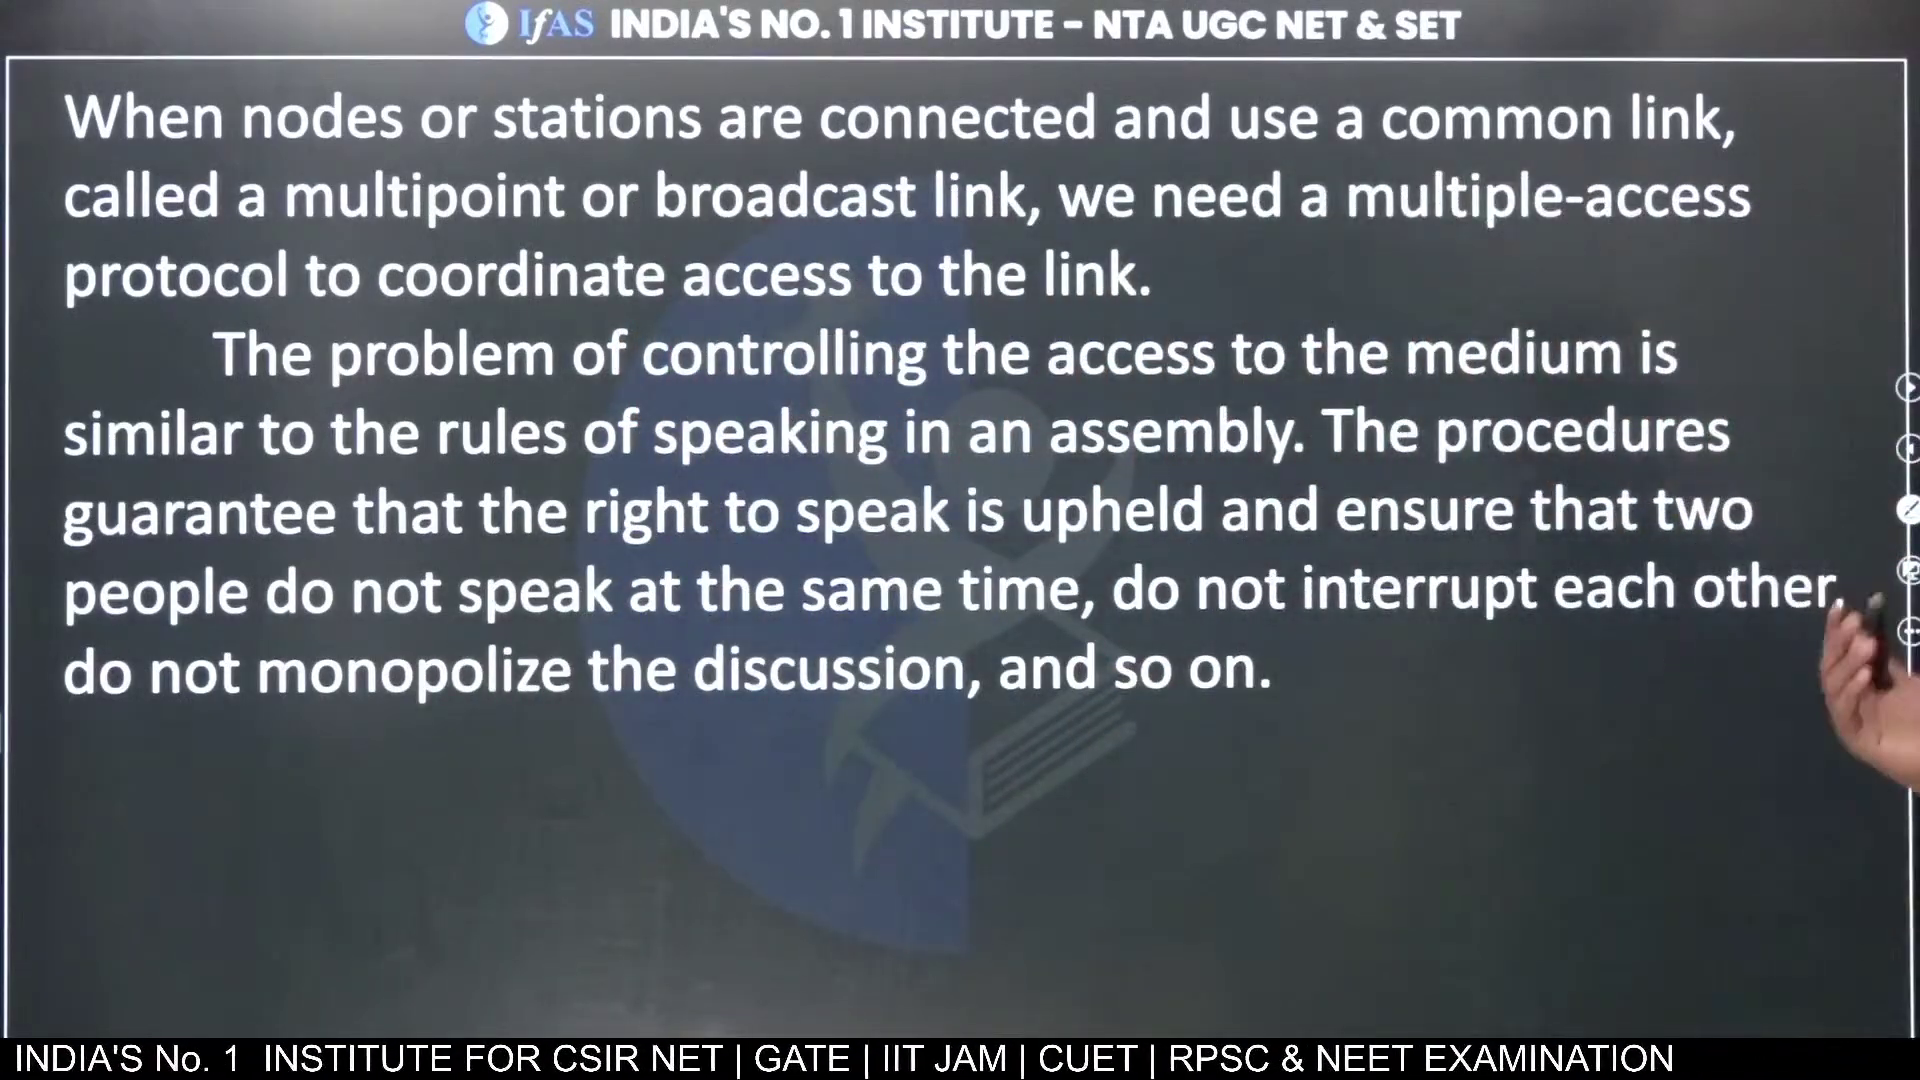 IfAS INDIA'S NO. 1 INSTITUTE - NTA UGC NET & SET
When nodes or stations are connected and use a common link,
called a multipoint or broadcast link, we need a multiple-access
protocol to coordinate access to the link.
The problem of controlling the access to the medium is
similar to the rules of speaking in an assembly. The procedures
guarantee that the right to speak is upheld and ensure that two
people do not speak at the same time, do not interrupt each other,
do not monopolize the discussion, and so on.
INDIA'S No. 1 INSTITUTE FOR CSIR NET | GATE | IIT JAM | CUET | RPSC & NEET EXAMINATION